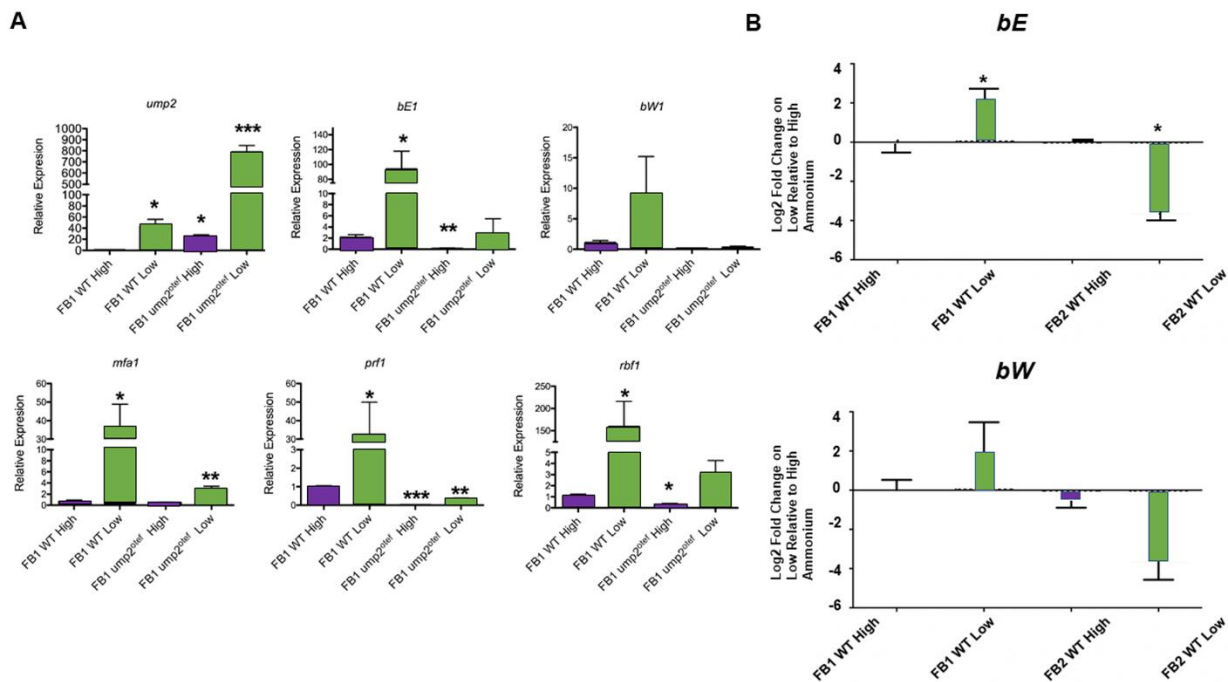 A
ump2
Relative Expression
1000
900
800
700
600
500
100
80
60
40
20
0
*
*
***
FB1 WT High
FB1 WT Low
FB1 ump2ᵒᵗᵉᶠ High
FB1 ump2ᵒᵗᵉᶠ Low
bE1
Relative Expression
140
120
100
80
60
10
8
6
4
2
0
*
**
FB1 WT High
FB1 WT Low
FB1 ump2ᵒᵗᵉᶠ High
FB1 ump2ᵒᵗᵉᶠ Low
bW1
Relative Expression
20
15
10
5
0
FB1 WT High
FB1 WT Low
FB1 ump2ᵒᵗᵉᶠ High
FB1 ump2ᵒᵗᵉᶠ Low
mfa1
Relative Expression
60
50
40
30
10
8
6
4
2
0
*
**
FB1 WT High
FB1 WT Low
FB1 ump2ᵒᵗᵉᶠ High
FB1 ump2ᵒᵗᵉᶠ Low
prf1
Relative Expression
60
50
40
30
20
3
2
1
0
*
***
**
FB1 WT High
FB1 WT Low
FB1 ump2ᵒᵗᵉᶠ High
FB1 ump2ᵒᵗᵉᶠ Low
rbf1
Relative Expression
250
200
150
100
5
4
3
2
1
0
*
*
FB1 WT High
FB1 WT Low
FB1 ump2ᵒᵗᵉᶠ High
FB1 ump2ᵒᵗᵉᶠ Low
B
bE
Log2 Fold Change on
Low Relative to High
Ammonium
4
2
0
-2
-4
-6
*
*
FB1 WT High
FB1 WT Low
FB2 WT High
FB2 WT Low
bW
Log2 Fold Change on
Low Relative to High
Ammonium
4
2
0
-2
-4
-6
FB1 WT High
FB1 WT Low
FB2 WT High
FB2 WT Low